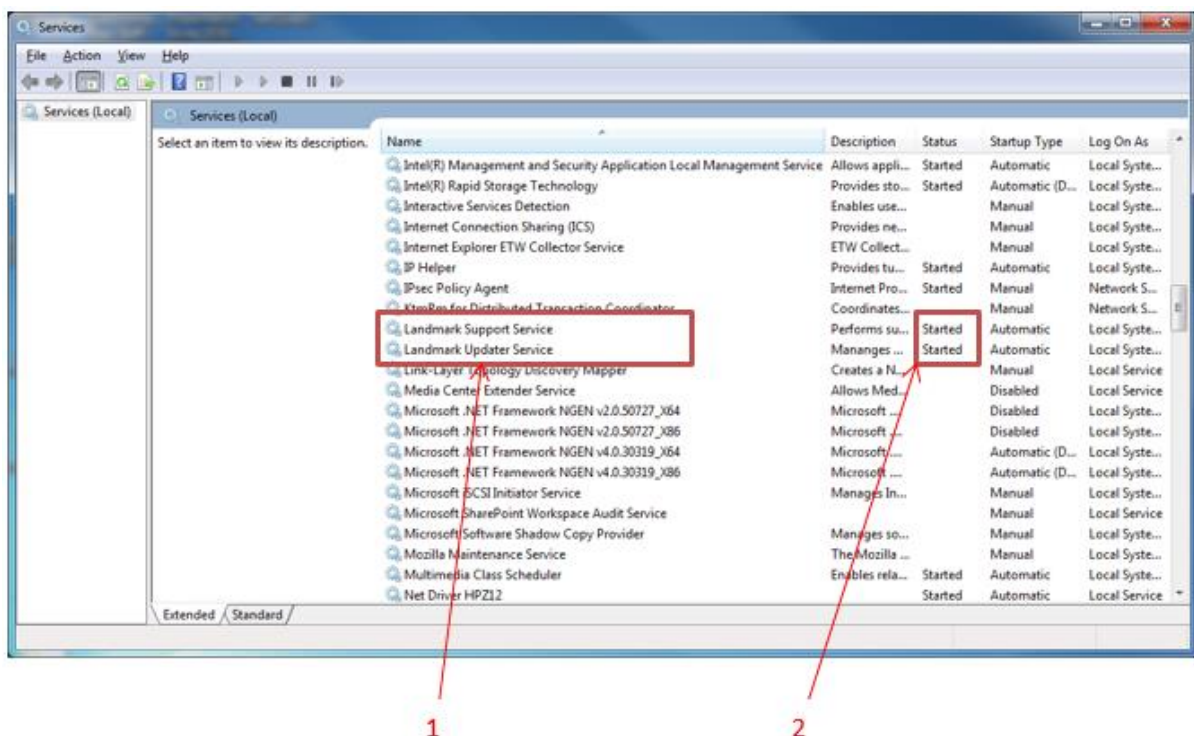 Services
File Action View Help
Services (Local)
Services (Local)
Select an item to view its description.
Name Description Status Startup Type Log On As
Intel(R) Management and Security Application Local Management Service Allows appli... Started Automatic Local Syste...
Intel(R) Rapid Storage Technology Provides sto... Started Automatic (D... Local Syste...
Interactive Services Detection Enables use... Manual Local Syste...
Internet Connection Sharing (ICS) Provides ne... Manual Local Syste...
Internet Explorer ETW Collector Service ETW Collect... Manual Local Syste...
IP Helper Provides tu... Started Automatic Local Syste...
IPsec Policy Agent Internet Pro... Started Manual Network S...
KtmRm for Distributed Transaction Coordinator Coordinates... Manual Network S...
Landmark Support Service Performs su... Started Automatic Local Syste...
Landmark Updater Service Mananges ... Started Automatic Local Syste...
Link-Layer Topology Discovery Mapper Creates a N... Manual Local Service
Media Center Extender Service Allows Med... Disabled Local Service
Microsoft .NET Framework NGEN v2.0.50727_X64 Microsoft .... Disabled Local Syste...
Microsoft .NET Framework NGEN v2.0.50727_X86 Microsoft .... Disabled Local Syste...
Microsoft .NET Framework NGEN v4.0.30319_X64 Microsoft .... Automatic (D... Local Syste...
Microsoft .NET Framework NGEN v4.0.30319_X86 Microsoft .... Automatic (D... Local Syste...
Microsoft iSCSI Initiator Service Manages In... Manual Local Syste...
Microsoft SharePoint Workspace Audit Service Manual Local Service
Microsoft Software Shadow Copy Provider Manages so... Manual Local Syste...
Mozilla Maintenance Service The Mozilla ... Manual Local Syste...
Multimedia Class Scheduler Enables rela... Started Automatic Local Syste...
Net Driver HPZ12 Started Automatic Local Service
Extended Standard
1 2